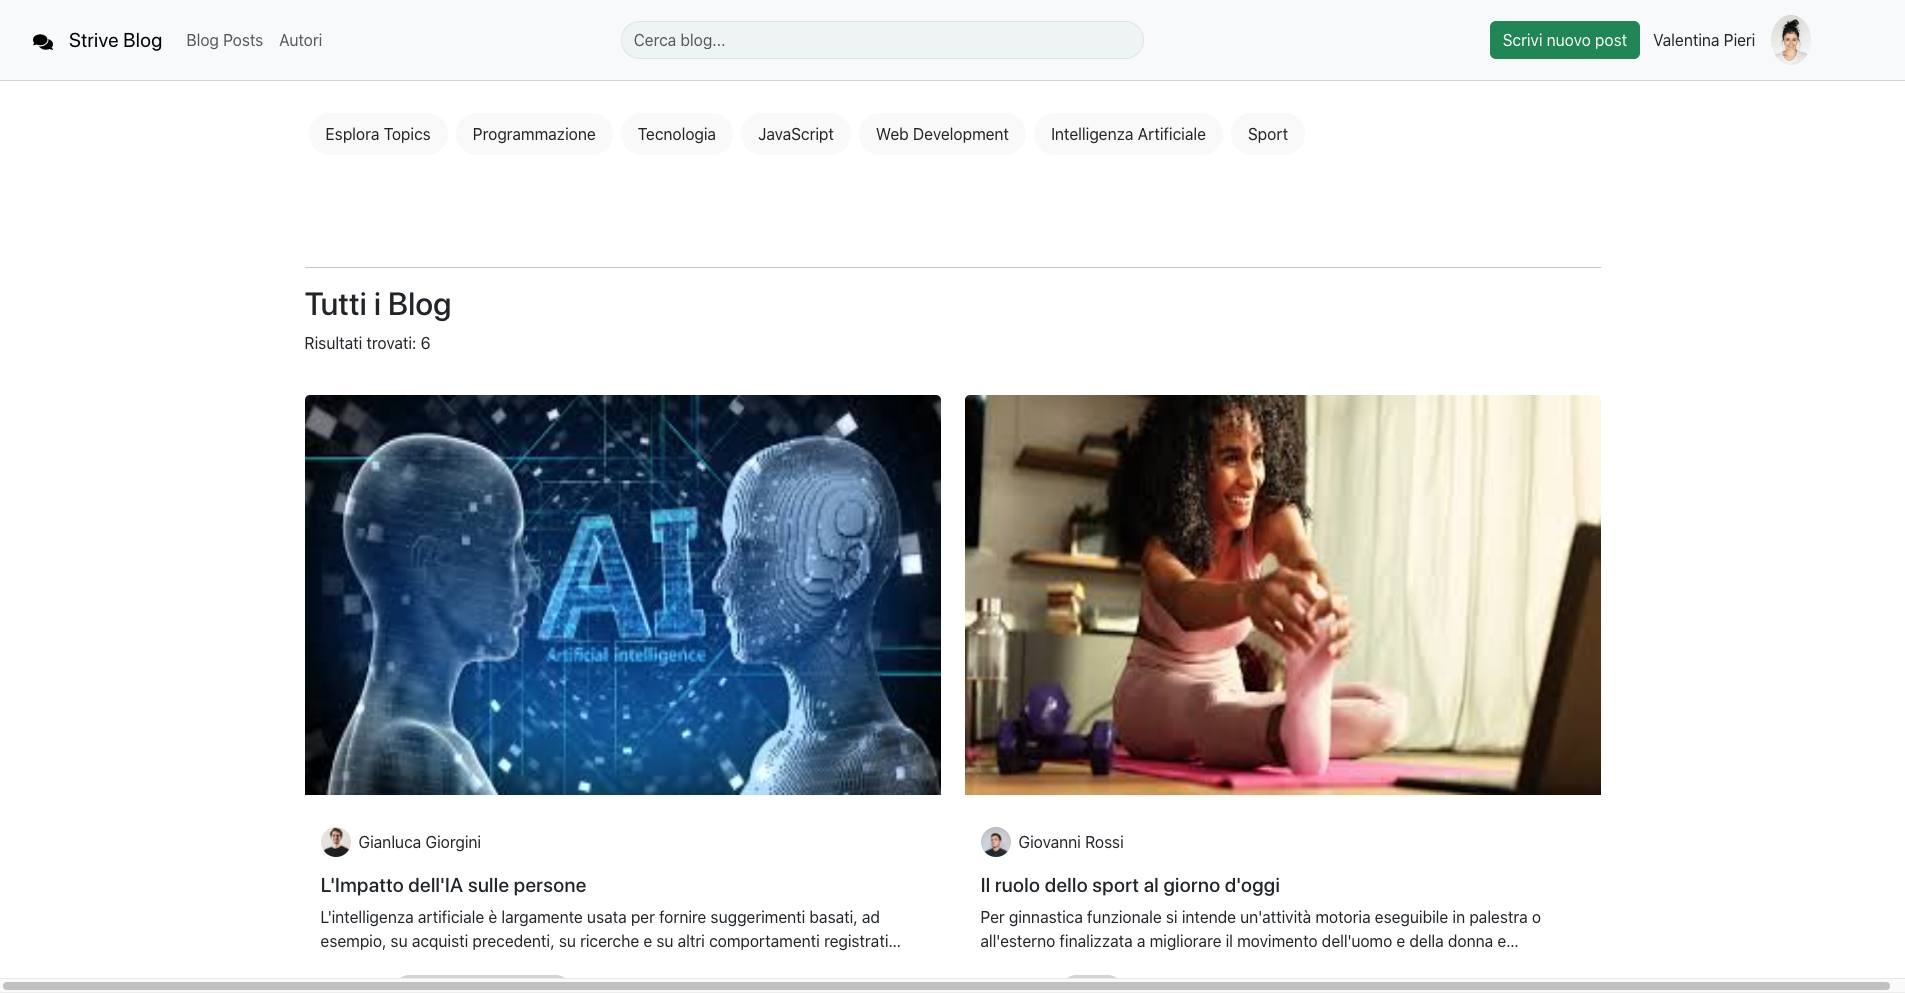 Strive Blog Blog Posts Autori Cerca blog... Scrivi nuovo post Valentina Pieri
Esplora Topics Programmazione Tecnologia JavaScript Web Development Intelligenza Artificiale Sport
Tutti i Blog
Risultati trovati: 6
AI
Artificial intelligence
Gianluca Giorgini
L'Impatto dell'IA sulle persone
L'intelligenza artificiale è largamente usata per fornire suggerimenti basati, ad
esempio, su acquisti precedenti, su ricerche e su altri comportamenti registrati...
Giovanni Rossi
Il ruolo dello sport al giorno d'oggi
Per ginnastica funzionale si intende un'attività motoria eseguibile in palestra o
all'esterno finalizzata a migliorare il movimento dell'uomo e della donna e...